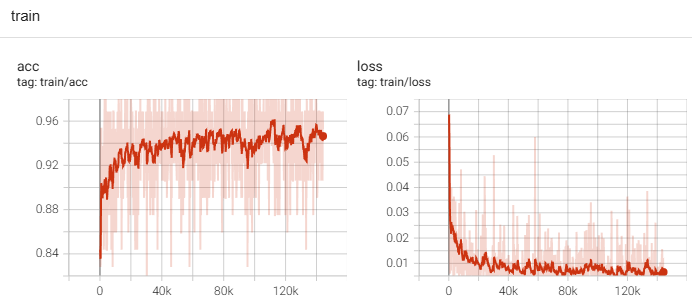 train
acc
tag: train/acc
0.96
0.92
0.88
0.84
0 40k 80k 120k
loss
tag: train/loss
0.07
0.06
0.05
0.04
0.03
0.02
0.01
0 40k 80k 120k